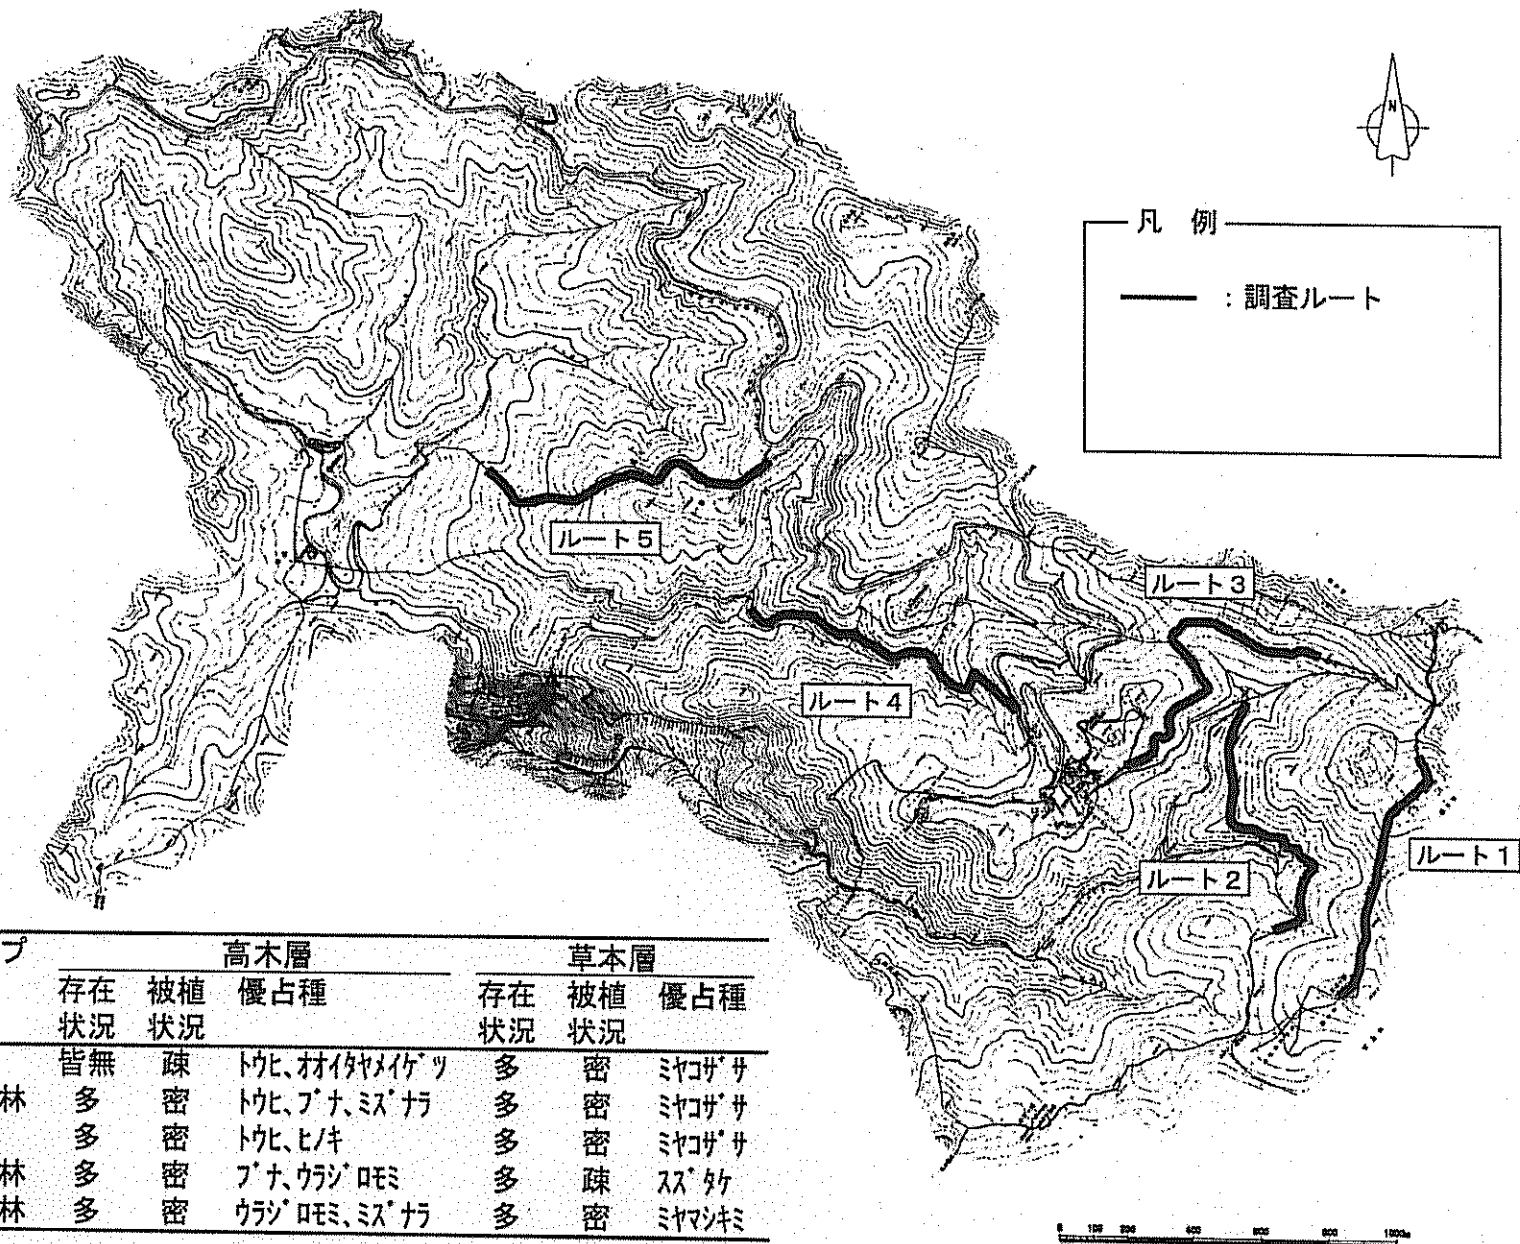 N
凡 例
：調査ルート
ルート5
ルート3
ルート4
ルート1
ルート2
プ 高木層 草本層
存在 被植 優占種 存在 被植 優占種
状況 状況 状況 状況
皆無 疎 トウヒ、オオイタヤメイゲツ 多 密 ミヤコザサ
林 多 密 トウヒ、ブナ、ミズナラ 多 密 ミヤコザサ
多 密 トウヒ、ヒノキ 多 密 ミヤコザサ
林 多 密 ブナ、ウラジロモミ 多 疎 スズタケ
林 多 密 ウラジロモミ、ミズナラ 多 密 ミヤマシキミ
0 100 200 400 600 800 1000m